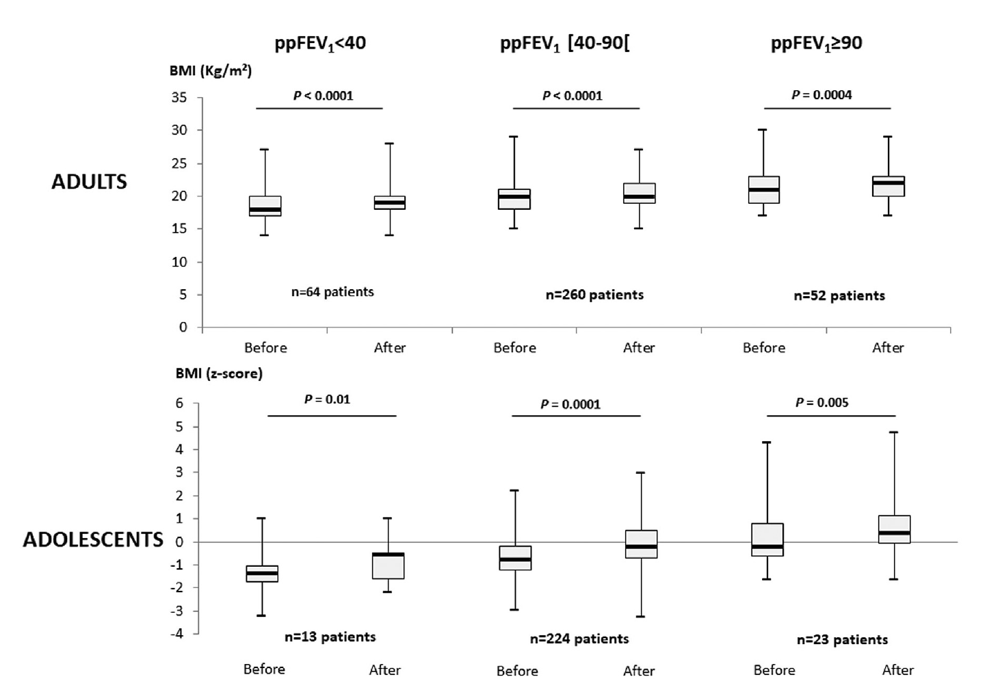 ppFEV₁<40 ppFEV₁ [40-90[ ppFEV₁≥90
BMI (Kg/m²)
P < 0.0001 P < 0.0001 P = 0.0004
35
30
25
ADULTS
20
15
10
5
n=64 patients n=260 patients n=52 patients
0
Before After Before After Before After
BMI (z-score)
P = 0.01 P = 0.0001 P = 0.005
6
5
4
3
2
1
ADOLESCENTS
0
-1
-2
-3
-4
n=13 patients n=224 patients n=23 patients
Before After Before After Before After